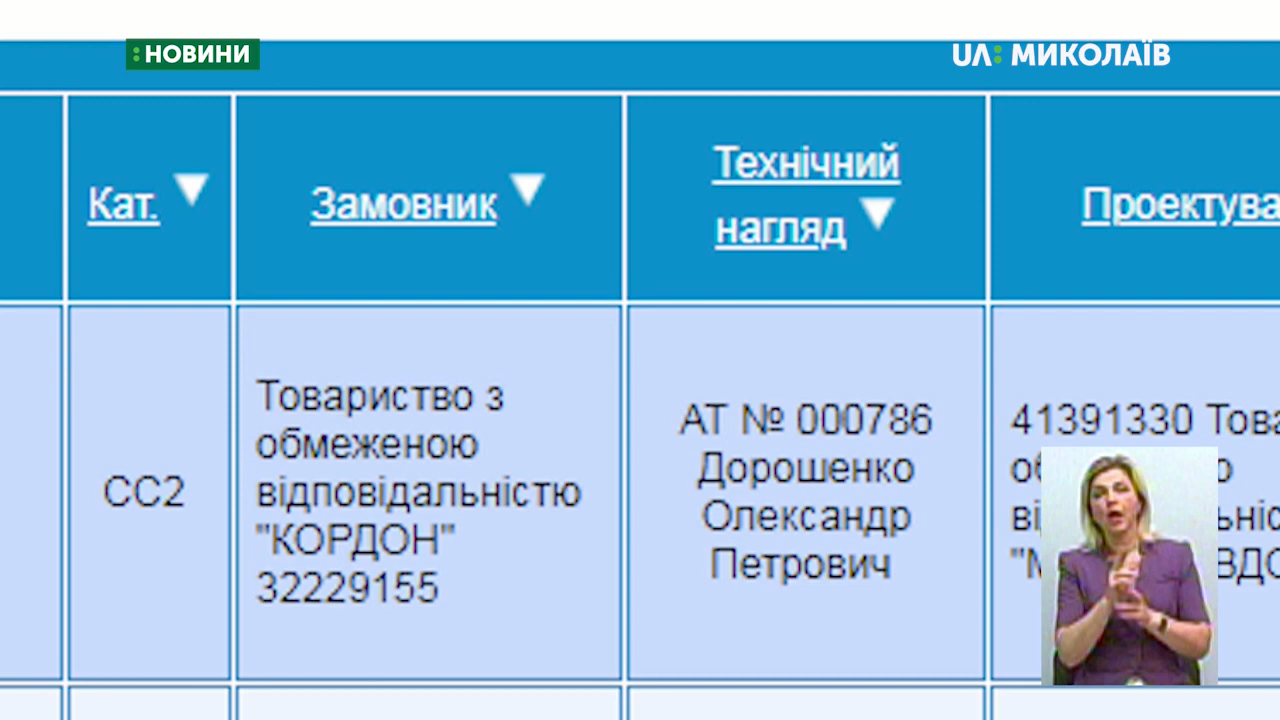 : НОВИНИ
UA: МИКОЛАЇВ
Кат.
Замовник
Технічний
нагляд
СС2
Товариство з
обмеженою
відповідальністю
"КОРДОН"
32229155
АТ № 000786
Дорошенко
Олександр
Петрович
41391330